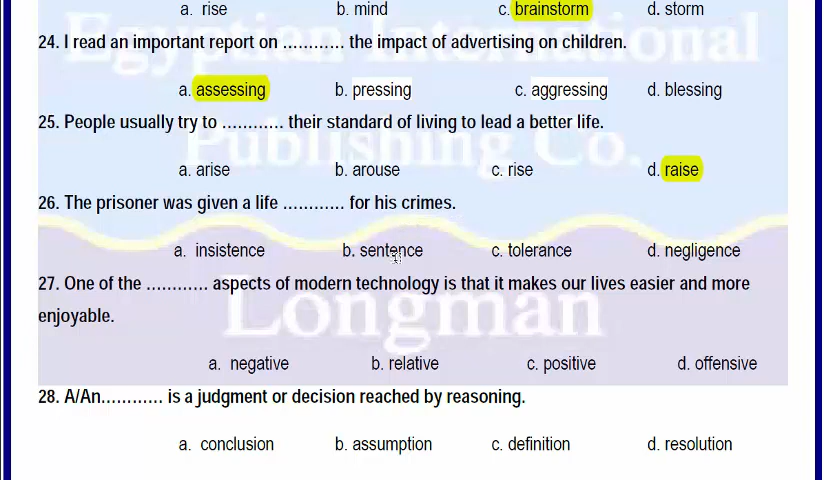 a. rise b. mind c. brainstorm d. storm
24. I read an important report on ………… the impact of advertising on children.
a. assessing b. pressing c. aggressing d. blessing
25. People usually try to ………… their standard of living to lead a better life.
a. arise b. arouse c. rise d. raise
26. The prisoner was given a life ………… for his crimes.
a. insistence b. sentence c. tolerance d. negligence
27. One of the ………… aspects of modern technology is that it makes our lives easier and more
enjoyable.
a. negative b. relative c. positive d. offensive
28. A/An………… is a judgment or decision reached by reasoning.
a. conclusion b. assumption c. definition d. resolution
Egyptian International
Publishing Co.
Longman